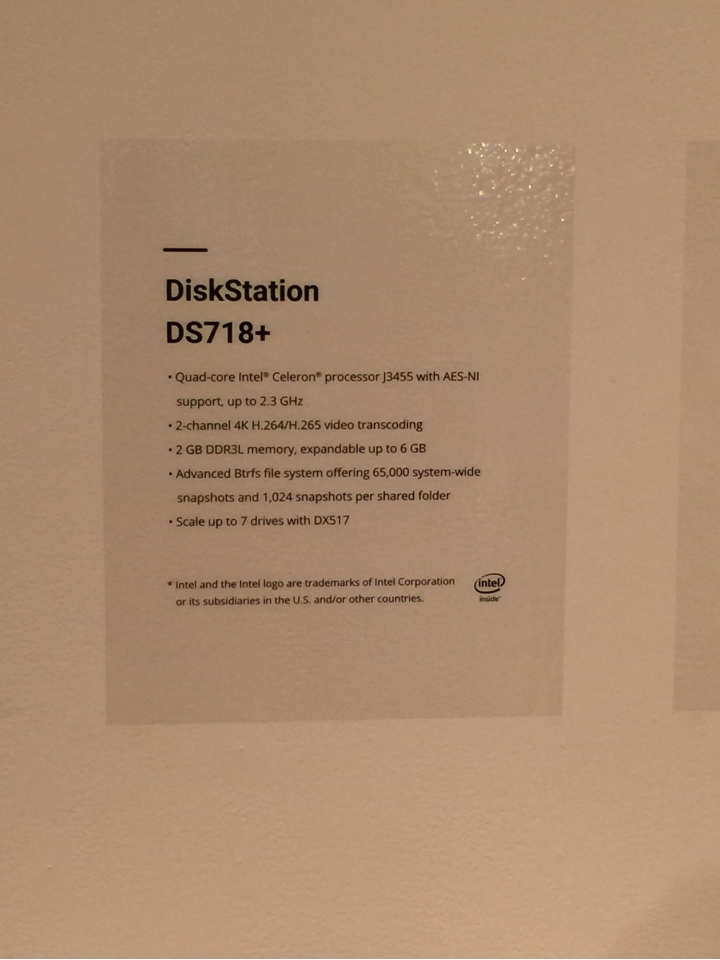 DiskStation
DS718+
• Quad-core Intel® Celeron® processor J3455 with AES-NI
support, up to 2.3 GHz
• 2-channel 4K H.264/H.265 video transcoding
• 2 GB DDR3L memory, expandable up to 6 GB
• Advanced Btrfs file system offering 65,000 system-wide
snapshots and 1,024 snapshots per shared folder
• Scale up to 7 drives with DX517
* Intel and the Intel logo are trademarks of Intel Corporation
or its subsidiaries in the U.S. and/or other countries.
intel
inside®